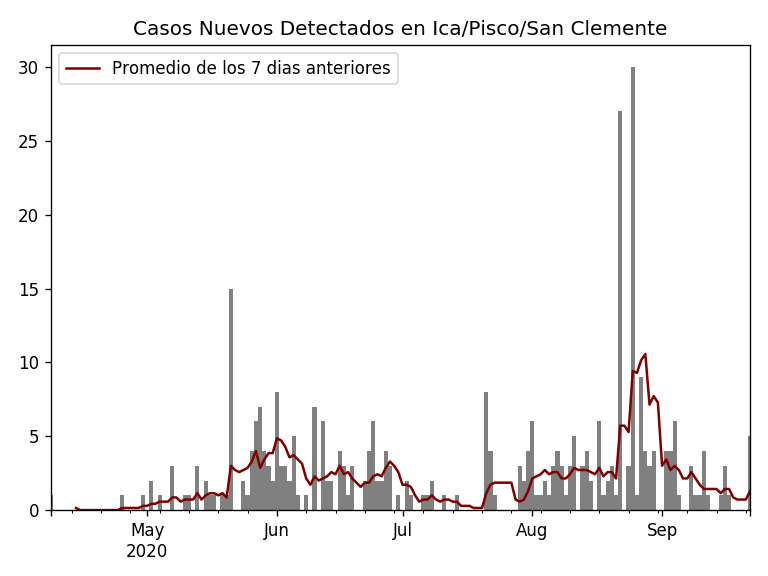 Casos Nuevos Detectados en Ica/Pisco/San Clemente
Promedio de los 7 dias anteriores
30
25
20
15
10
5
0
May Jun Jul Aug Sep
2020